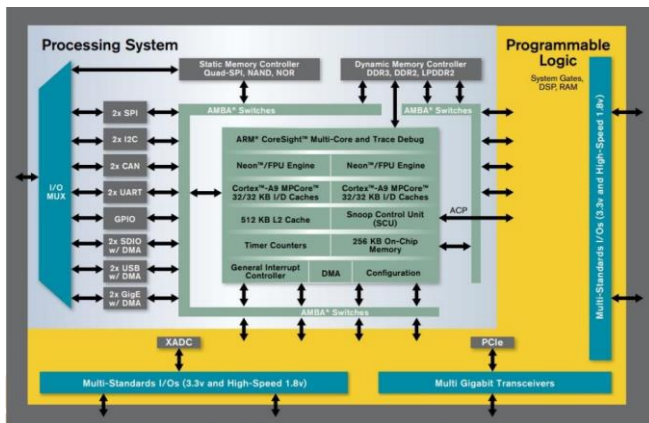 Processing System
Programmable
Logic
System Gates,
DSP, RAM
Static Memory Controller
Quad-SPI, NAND, NOR
Dynamic Memory Controller
DDR3, DDR2, LPDDR2
AMBA® Switches
AMBA® Switches
I/O
MUX
2x SPI
2x I2C
2x CAN
2x UART
GPIO
2x SDIO
w/ DMA
2x USB
w/ DMA
2x GigE
w/ DMA
ARM® CoreSight™ Multi-Core and Trace Debug
Neon™/FPU Engine
Neon™/FPU Engine
Cortex™-A9 MPCore™
32/32 KB I/D Caches
Cortex™-A9 MPCore™
32/32 KB I/D Caches
512 KB L2 Cache
Snoop Control Unit
(SCU)
ACP
Timer Counters
256 KB On-Chip
Memory
General Interrupt
Controller
DMA
Configuration
AMBA® Switches
Multi-Standards I/Os (3.3v and High-Speed 1.8v)
XADC
PCIe
Multi-Standards I/Os (3.3v and High-Speed 1.8v)
Multi Gigabit Transceivers